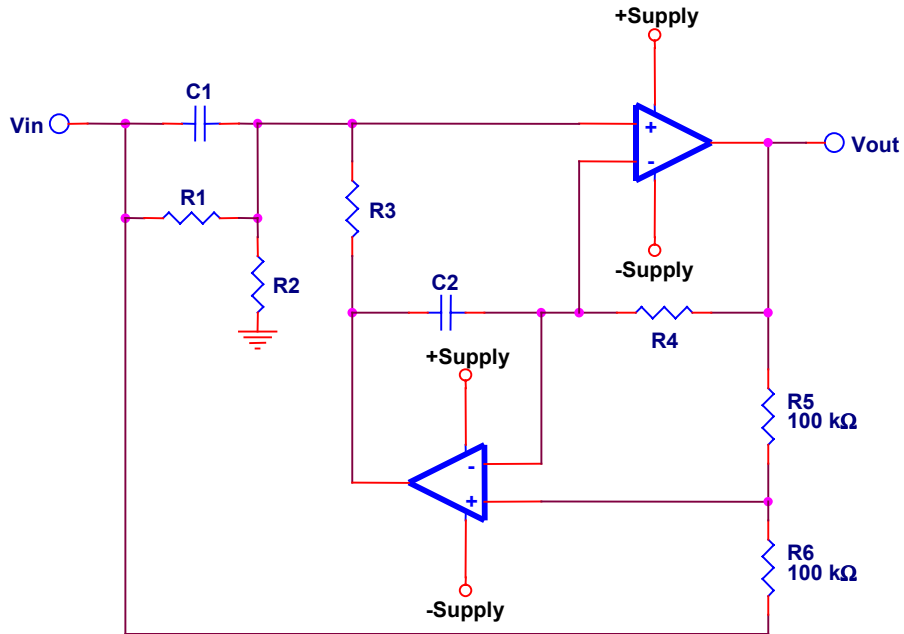 +Supply
C1
Vin
+
-
Vout
R1
R3
-Supply
R2
C2
R4
+Supply
R5
100 kΩ
-
+
R6
100 kΩ
-Supply